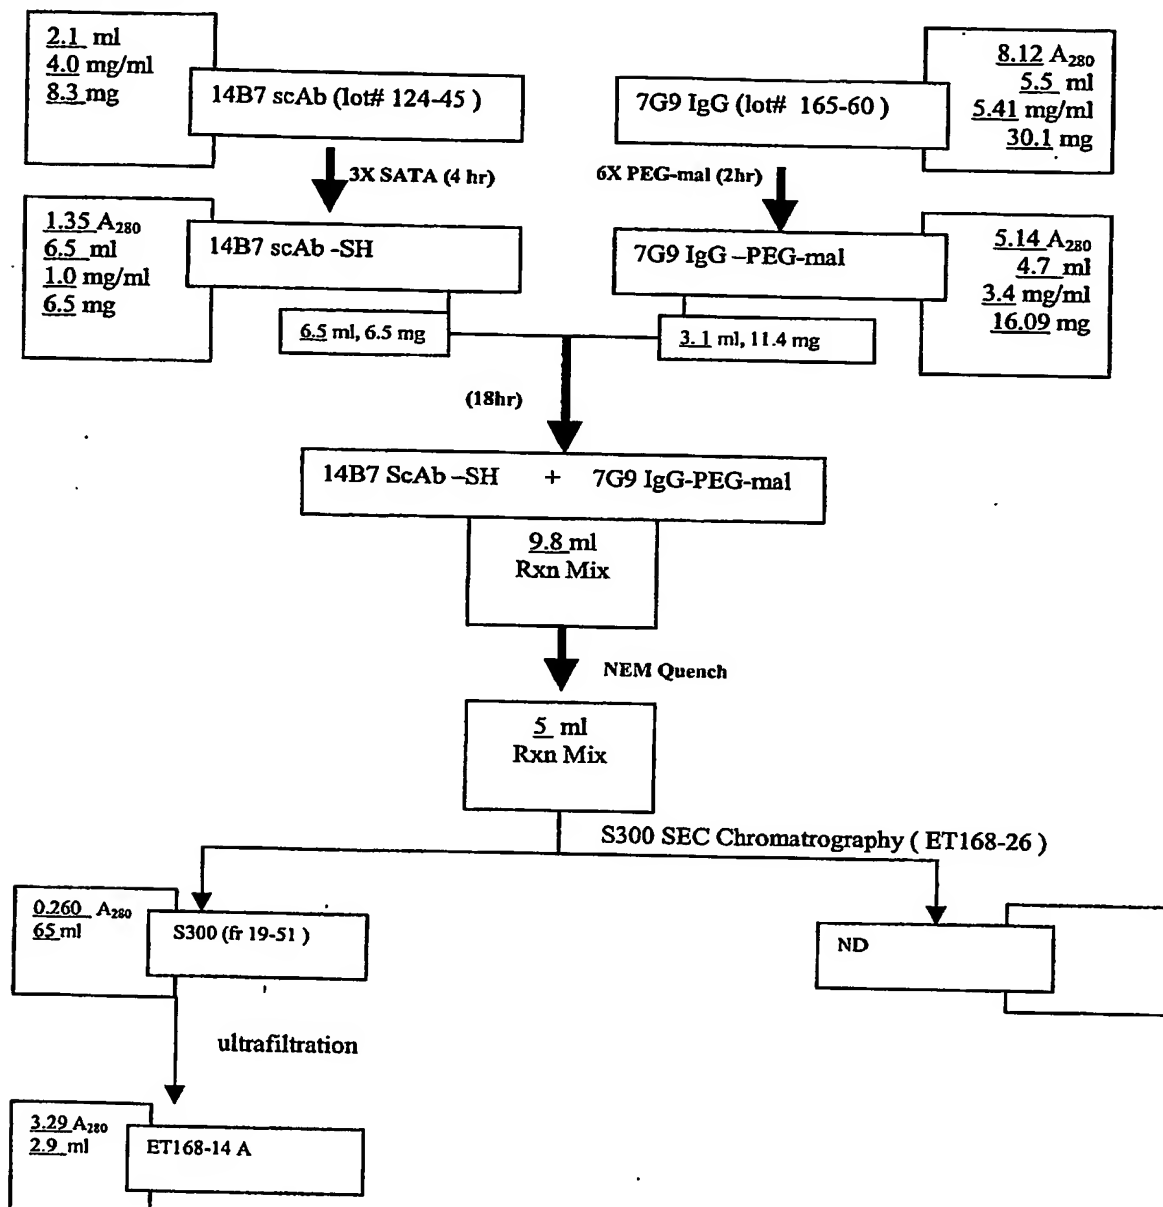 2.1 ml
4.0 mg/ml
8.3 mg
14B7 scAb (lot# 124-45 )
7G9 IgG (lot# 165-60 )
8.12 A280
5.5 ml
5.41 mg/ml
30.1 mg
3X SATA (4 hr)
6X PEG-mal (2hr)
1.35 A280
6.5 ml
1.0 mg/ml
6.5 mg
14B7 scAb -SH
7G9 IgG –PEG-mal
5.14 A280
4.7 ml
3.4 mg/ml
16.09 mg
6.5 ml, 6.5 mg
3.1 ml, 11.4 mg
(18hr)
14B7 ScAb –SH + 7G9 IgG-PEG-mal
9.8 ml
Rxn Mix
NEM Quench
5 ml
Rxn Mix
S300 SEC Chromatrography ( ET168-26 )
0.260 A280
65 ml
S300 (fr 19-51 )
ND
ultrafiltration
3.29 A280
2.9 ml
ET168-14 A